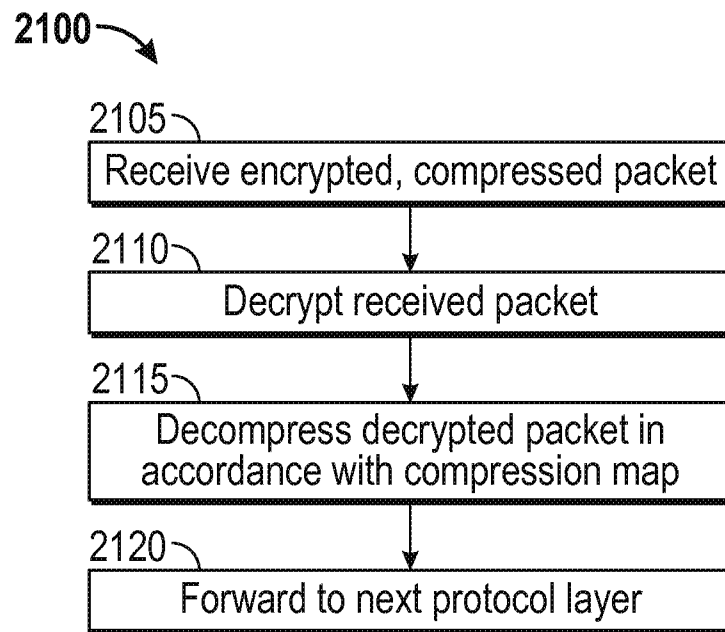 2100
2105
Receive encrypted, compressed packet
2110
Decrypt received packet
2115
Decompress decrypted packet in
accordance with compression map
2120
Forward to next protocol layer